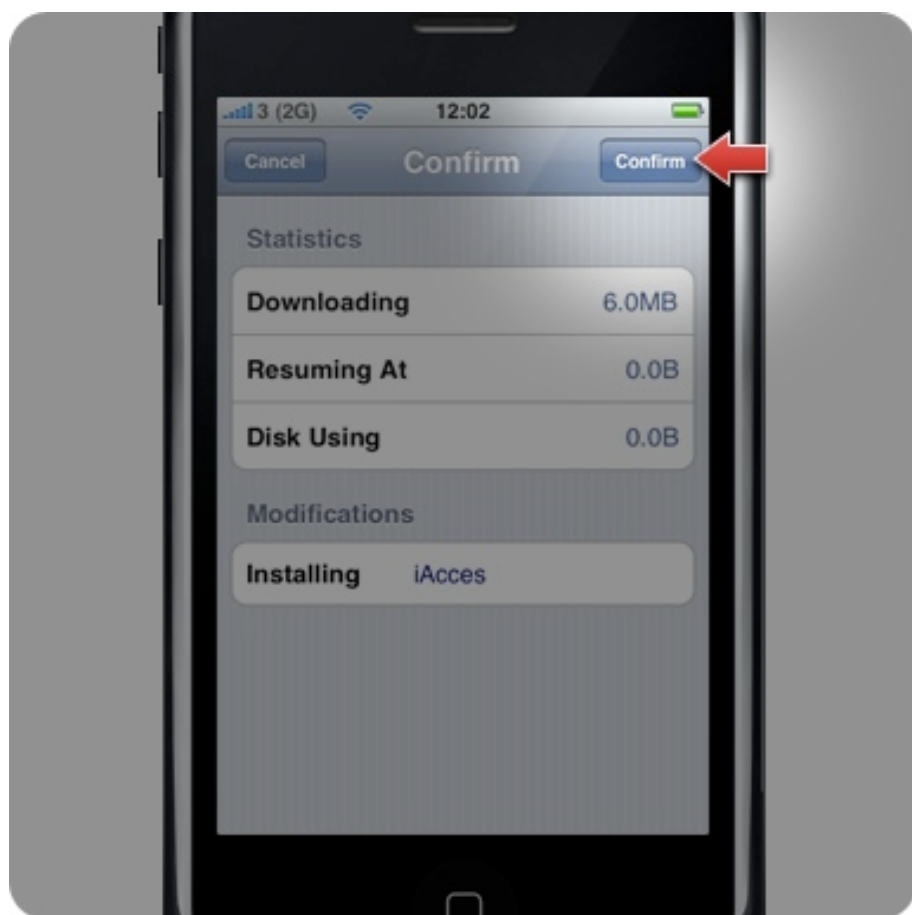 3 (2G) 12:02
Cancel Confirm Confirm
Statistics
Downloading 6.0MB
Resuming At 0.0B
Disk Using 0.0B
Modifications
Installing iAcces